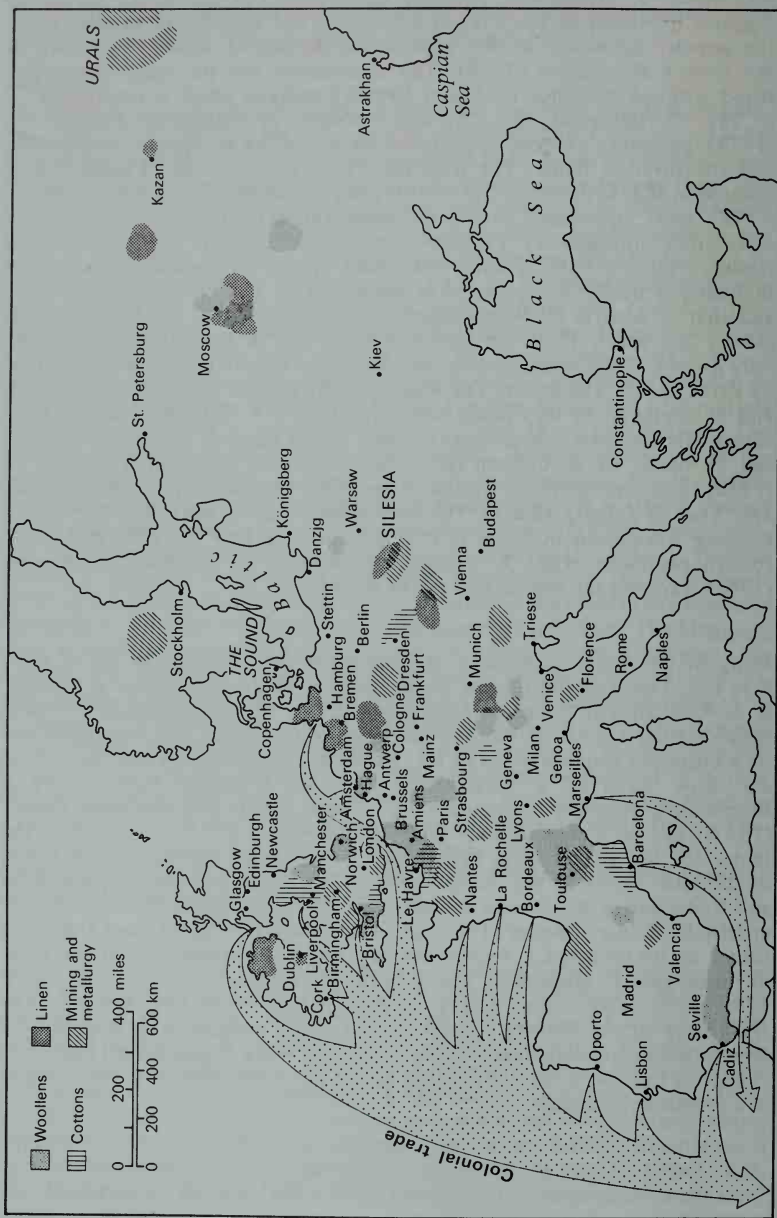 Woollens
Linen
Cottons
Mining and
metallurgy
0 200 400 miles
0 200 400 600 km
URALS
Kazan
Astrakhan
Caspian
Sea
St. Petersburg
Moscow
Kiev
Black Sea
Constantinople
Stockholm
THE SOUND
Baltic
Copenhagen
Königsberg
Danzig
Stettin
Warsaw
Hamburg
Bremen
Berlin
SILESIA
Glasgow
Edinburgh
Newcastle
Dublin
Liverpool
Manchester
Cork
Birmingham
Norwich
Bristol
London
Amsterdam
Hague
Antwerp
Brussels
Cologne
Dresden
Frankfurt
Mainz
Amiens
Le Havre
Paris
Strasbourg
Munich
Vienna
Budapest
Nantes
La Rochelle
Bordeaux
Lyons
Geneva
Milan
Venice
Trieste
Genoa
Florence
Rome
Naples
Toulouse
Marseilles
Barcelona
Oporto
Madrid
Valencia
Lisbon
Seville
Cadiz
Colonial trade